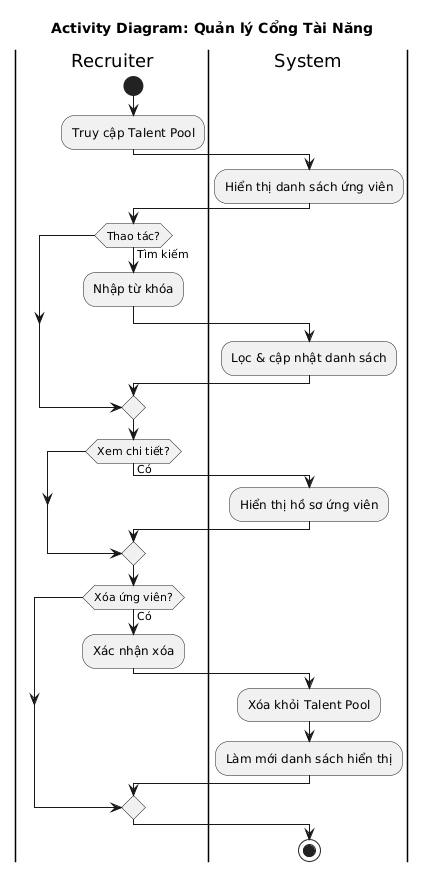 Activity Diagram: Quản lý Cổng Tài Năng
Recruiter
System
Truy cập Talent Pool
Hiển thị danh sách ứng viên
Thao tác?
Tìm kiếm
Nhập từ khóa
Lọc & cập nhật danh sách
Xem chi tiết?
Có
Hiển thị hồ sơ ứng viên
Xóa ứng viên?
Có
Xác nhận xóa
Xóa khỏi Talent Pool
Làm mới danh sách hiển thị